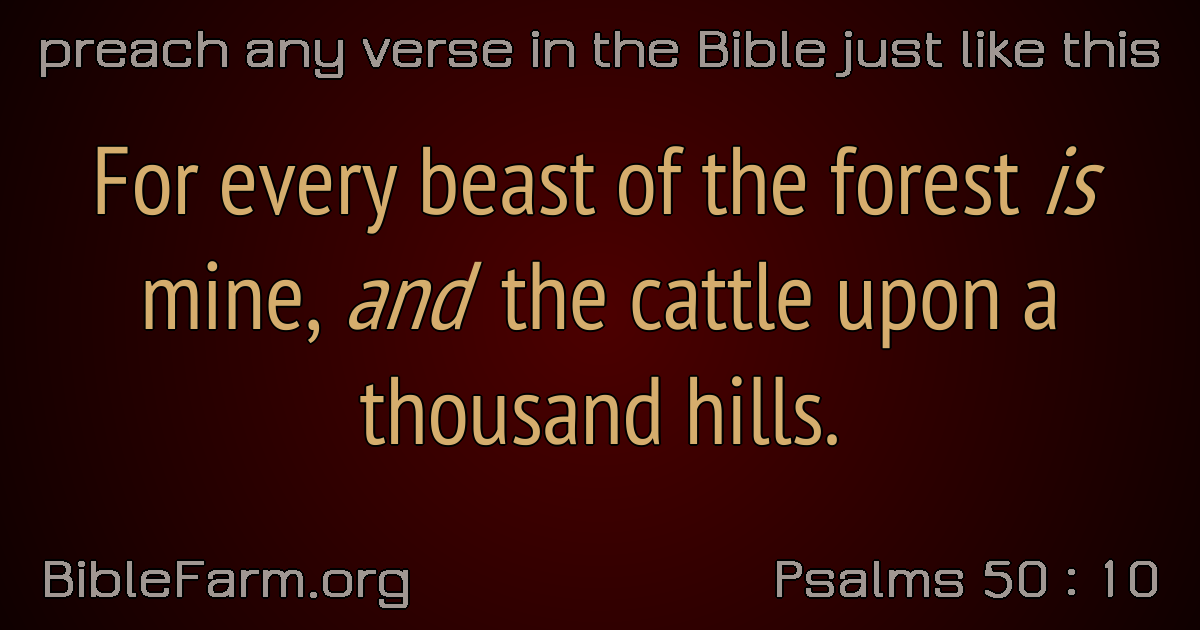 preach any verse in the Bible just like this
For every beast of the forest is
mine, and the cattle upon a
thousand hills.
BibleFarm.org
Psalms 50 : 10